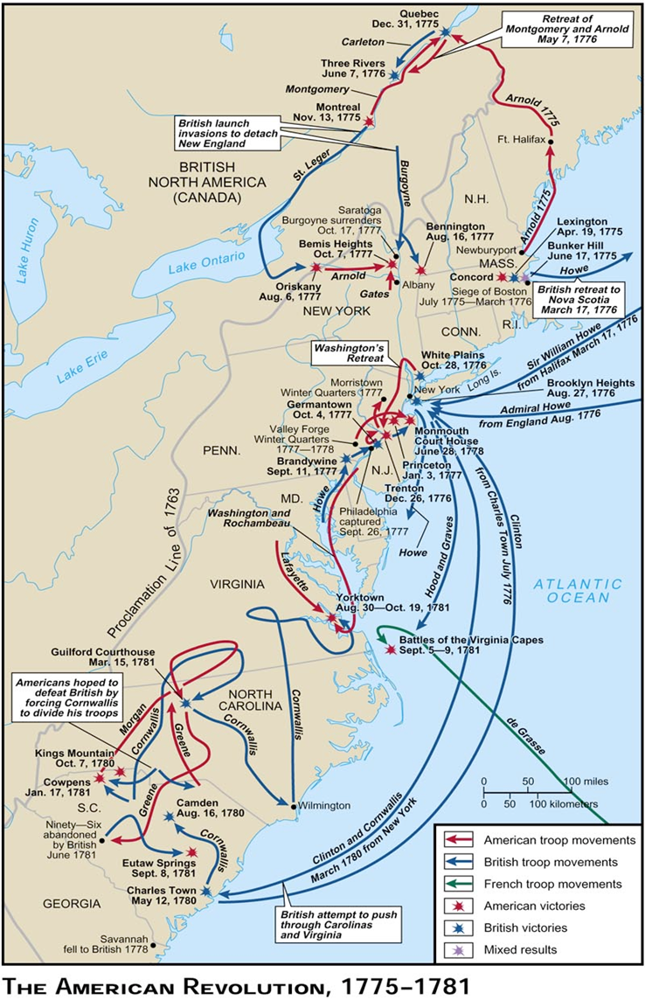 Quebec
Dec. 31, 1775
Retreat of
Montgomery and Arnold
May 7, 1776
Carleton
Three Rivers
June 7, 1776
Montgomery
Montreal
Nov. 13, 1775
Arnold 1775
British launch
invasions to detach
New England
Ft. Halifax
St. Leger
Burgoyne
BRITISH
NORTH AMERICA
(CANADA)
Arnold 1775
N.H.
Saratoga
Burgoyne surrenders
Oct. 17, 1777
Bennington
Aug. 16, 1777
Lexington
Apr. 19, 1775
Lake Huron
Bemis Heights
Oct. 7, 1777
Newburyport
Bunker Hill
June 17, 1775
Lake Ontario
MASS.
Howe
Arnold
Concord
Oriskany
Aug. 6, 1777
Gates
Albany
Siege of Boston
July 1775—March 1776
British retreat to
Nova Scotia
March 17, 1776
NEW YORK
R.I.
CONN.
Lake Erie
Washington's
Retreat
White Plains
Oct. 28, 1776
Sir William Howe
from Halifax March 17, 1776
Long Is.
Morristown
Winter Quarters 1777
New York
Brooklyn Heights
Aug. 27, 1776
Germantown
Oct. 4, 1777
Admiral Howe
from England Aug. 1776
Valley Forge
Winter Quarters
1777—1778
Monmouth
Court House
June 28, 1778
PENN.
Brandywine
Sept. 11, 1777
Princeton
Jan. 3, 1777
N.J.
Trenton
Dec. 26, 1776
MD.
Howe
Philadelphia
captured
Sept. 26, 1777
Washington and
Rochambeau
Howe
Hood and Graves
Clinton
from Charles Town July 1776
Proclamation Line of 1763
Lafayette
VIRGINIA
ATLANTIC
OCEAN
Yorktown
Aug. 30—Oct. 19, 1781
Battles of the Virginia Capes
Sept. 5—9, 1781
Guilford Courthouse
Mar. 15, 1781
Americans hoped to
defeat British by
forcing Cornwallis
to divide his troops
NORTH
CAROLINA
Morgan
Cornwallis
Greene
Cornwallis
Cornwallis
de Grasse
Kings Mountain
Oct. 7, 1780
Cowpens
Jan. 17, 1781
100 miles
0 50 100 kilometers
0
S.C.
Greene
Camden
Aug. 16, 1780
Wilmington
Ninety—Six
abandoned
by British
June 1781
Clinton and Cornwallis
March 1780 from New York
Cornwallis
Eutaw Springs
Sept. 8, 1781
Charles Town
May 12, 1780
GEORGIA
British attempt to push
through Carolinas
and Virginia
Savannah
fell to British 1778
American troop movements
British troop movements
French troop movements
American victories
British victories
Mixed results
THE AMERICAN REVOLUTION, 1775–1781